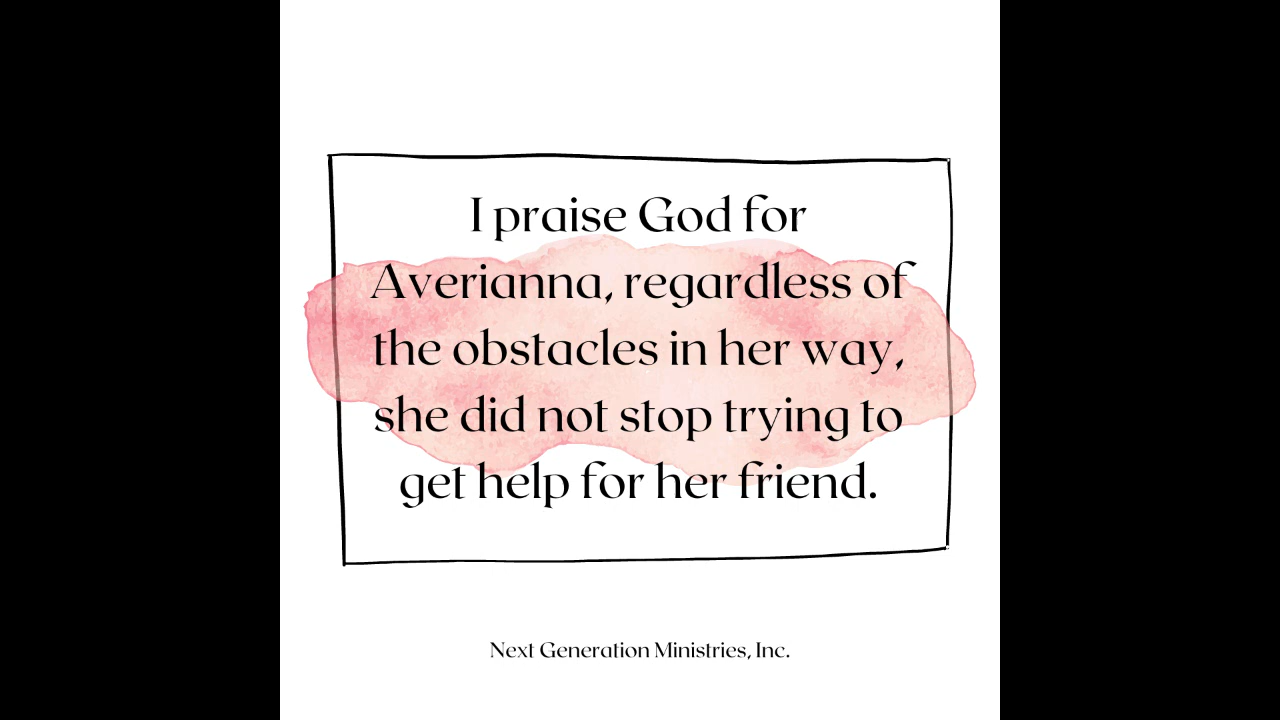 I praise God for
Averianna, regardless of
the obstacles in her way,
she did not stop trying to
get help for her friend.
Next Generation Ministries, Inc.